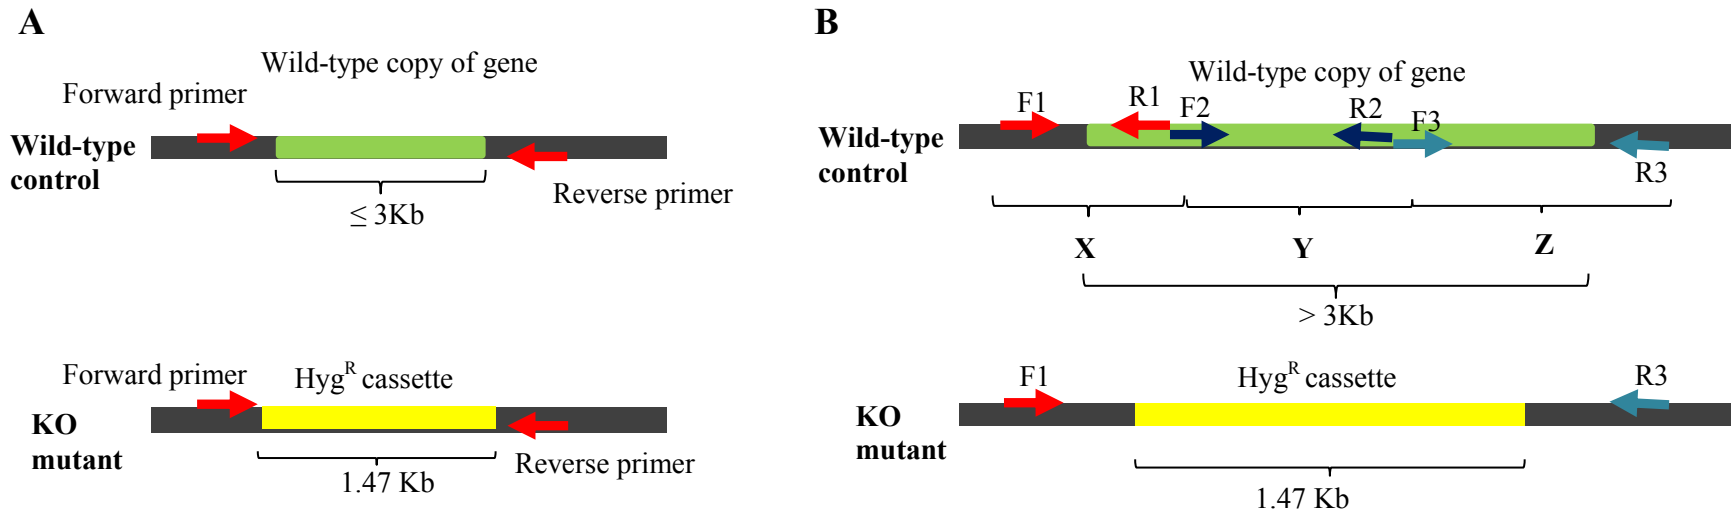 A
Wild-type copy of gene
Forward primer
Wild-type
control
Reverse primer
≤ 3Kb
Forward primer
Hyg^R cassette
KO
mutant
Reverse primer
1.47 Kb
B
Wild-type copy of gene
F1 R1 F2 R2 F3
Wild-type
control
R3
X Y Z
> 3Kb
F1 Hyg^R cassette R3
KO
mutant
1.47 Kb